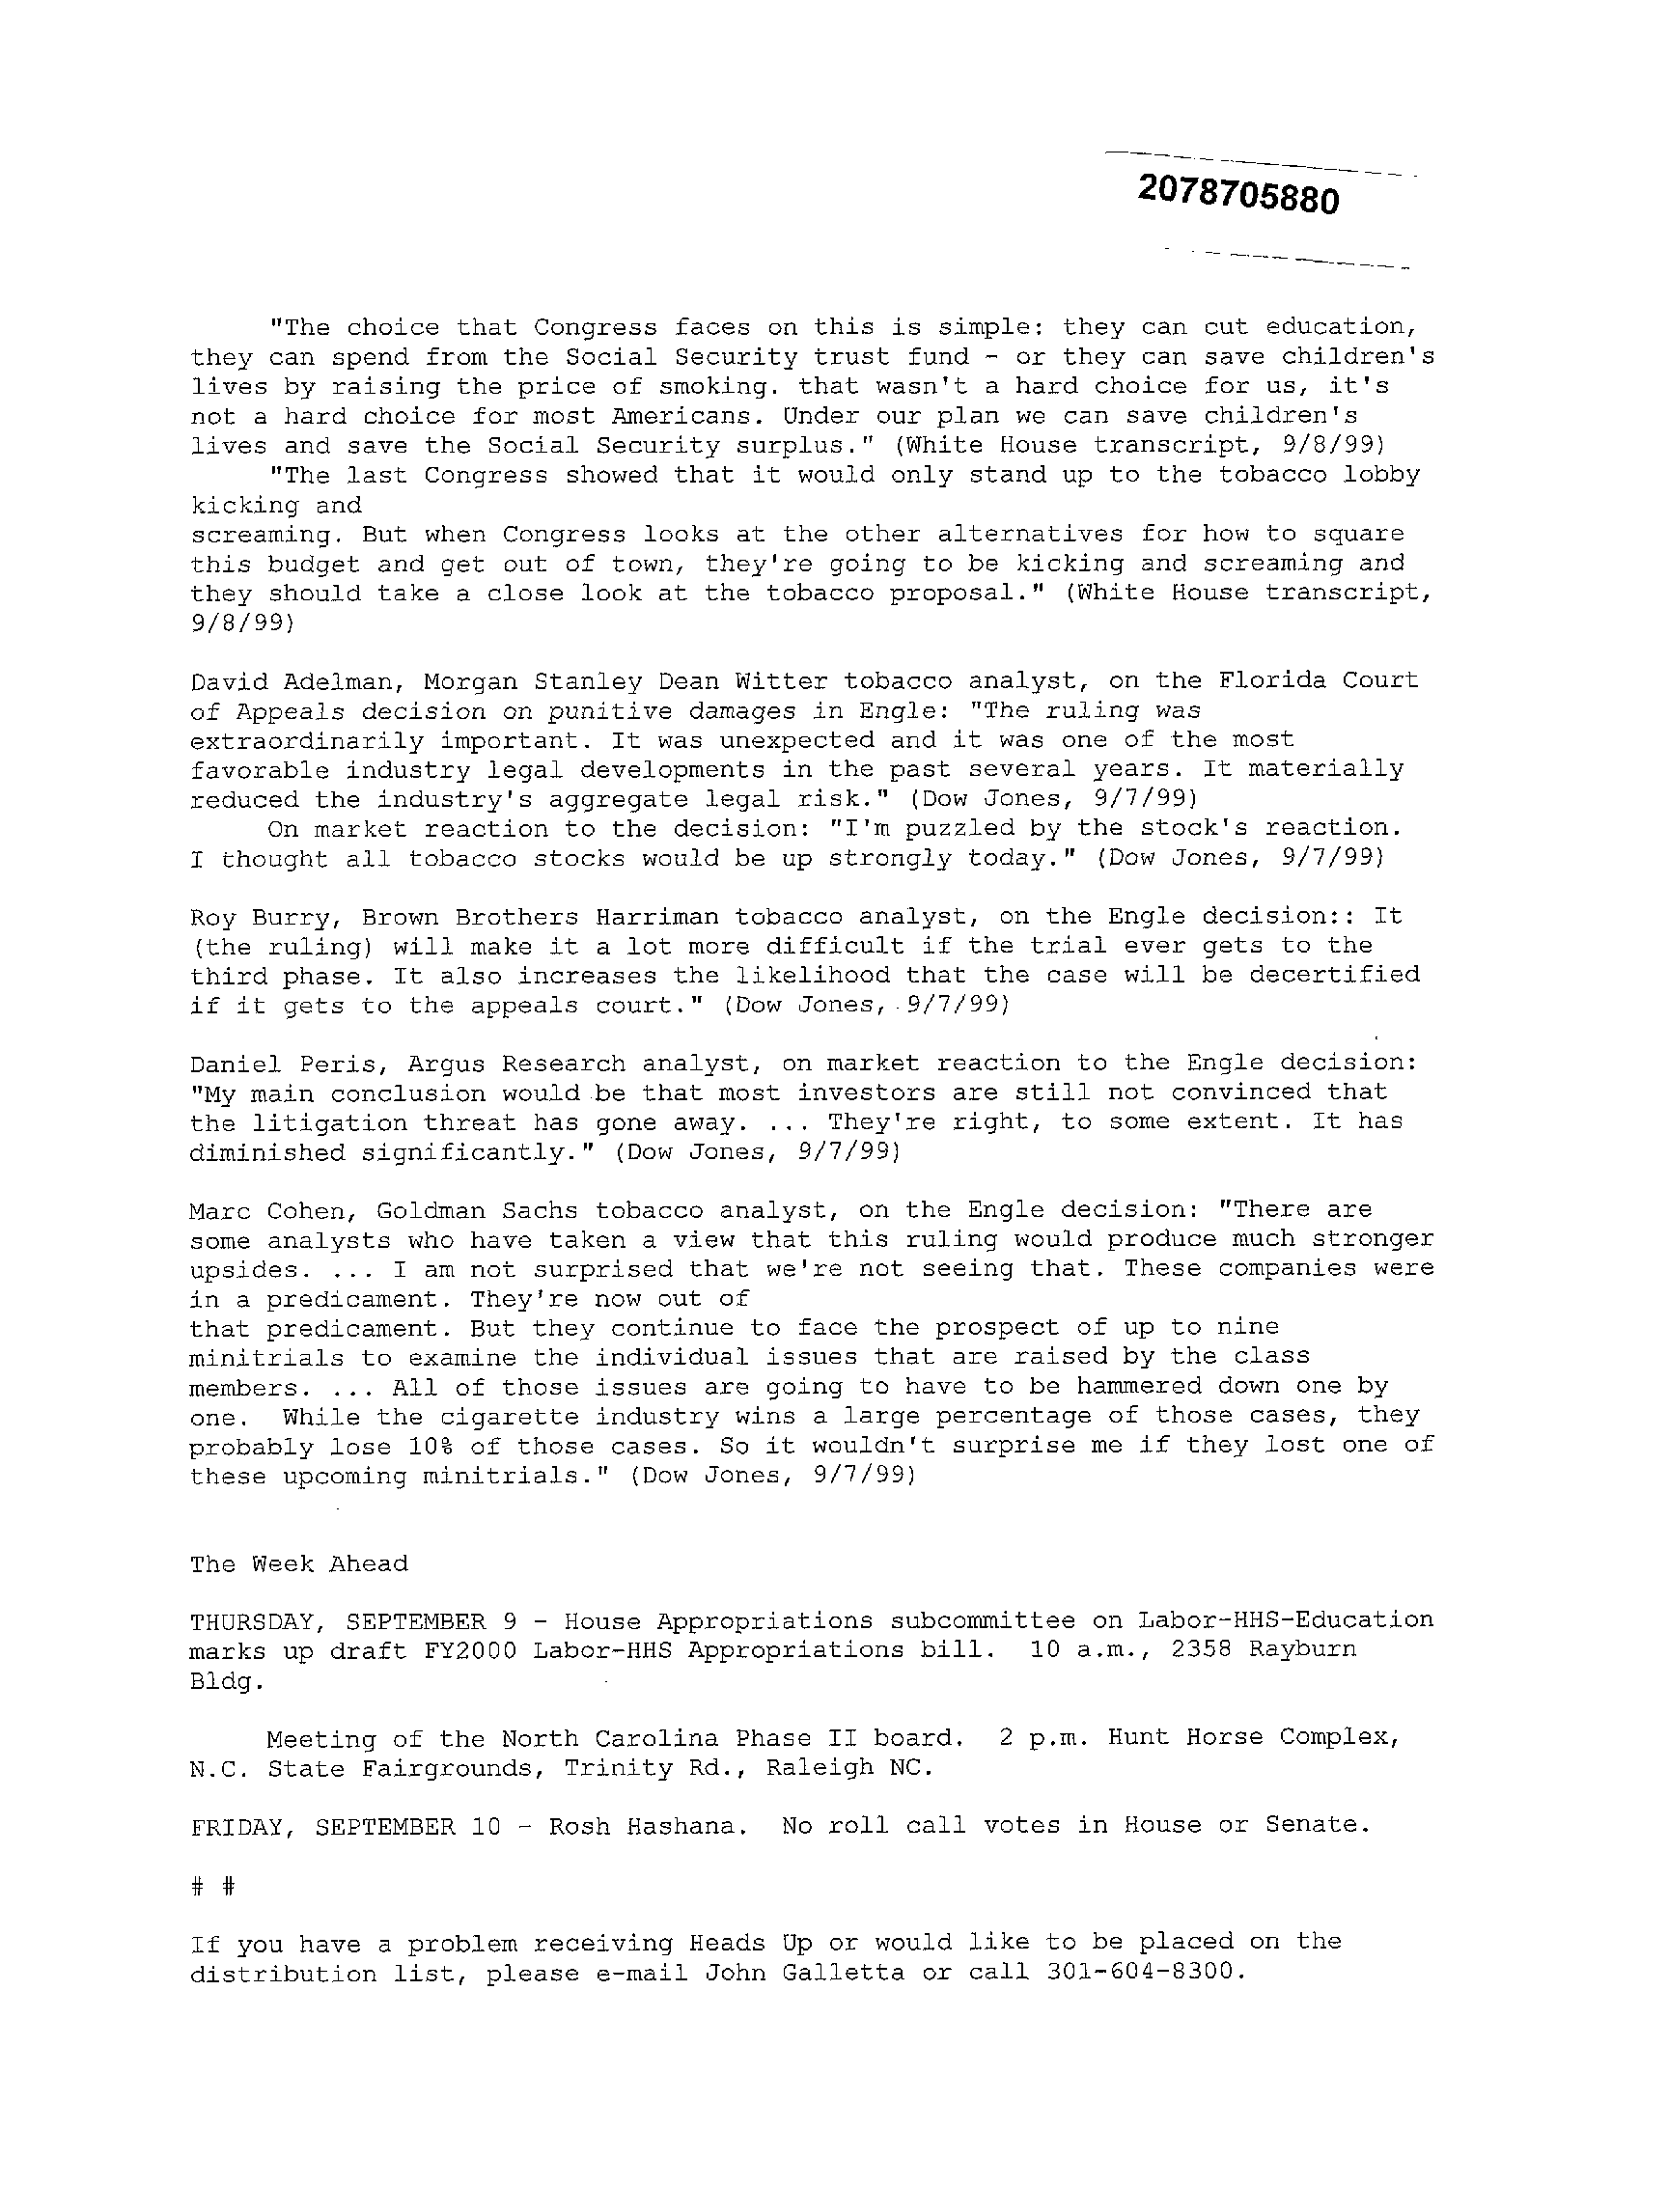 2078705880
"The choice that Congress faces on this is simple: they can cut education,
they can spend from the Social Security trust fund - or they can save children's
lives by raising the price of smoking. that wasn't a hard choice for us, it's
not a hard choice for most Americans. Under our plan we can save children's
lives and save the Social Security surplus." (White House transcript, 9/8/99)
"The last Congress showed that it would only stand up to the tobacco lobby
kicking and
screaming. But when Congress looks at the other alternatives for how to square
this budget and get out of town, they're going to be kicking and screaming and
they should take a close look at the tobacco proposal." (White House transcript,
9/8/99)
David Adelman, Morgan Stanley Dean Witter tobacco analyst, on the Florida Court
of Appeals decision on punitive damages in Engle: "The ruling was
extraordinarily important. It was unexpected and it was one of the most
favorable industry legal developments in the past several years. It materially
reduced the industry's aggregate legal risk." (Dow Jones, 9/7/99)
On market reaction to the decision: "I'm puzzled by the stock's reaction.
I thought all tobacco stocks would be up strongly today." (Dow Jones, 9/7/99)
Roy Burry, Brown Brothers Harriman tobacco analyst, on the Engle decision:: It
(the ruling) will make it a lot more difficult if the trial ever gets to the
third phase. It also increases the likelihood that the case will be decertified
if it gets to the appeals court." (Dow Jones, 9/7/99)
Daniel Peris, Argus Research analyst, on market reaction to the Engle decision:
"My main conclusion would be that most investors are still not convinced that
the litigation threat has gone away. ... They're right, to some extent. It has
diminished significantly." (Dow Jones, 9/7/99)
Marc Cohen, Goldman Sachs tobacco analyst, on the Engle decision: "There are
some analysts who have taken a view that this ruling would produce much stronger
upsides. ... I am not surprised that we're not seeing that. These companies were
in a predicament. They're now out of
that predicament. But they continue to face the prospect of up to nine
minitrials to examine the individual issues that are raised by the class
members. ... All of those issues are going to have to be hammered down one by
one.  While the cigarette industry wins a large percentage of those cases, they
probably lose 10% of those cases. So it wouldn't surprise me if they lost one of
these upcoming minitrials." (Dow Jones, 9/7/99)
The Week Ahead
THURSDAY, SEPTEMBER 9 - House Appropriations subcommittee on Labor-HHS-Education
marks up draft FY2000 Labor-HHS Appropriations bill.  10 a.m., 2358 Rayburn
Bldg.
Meeting of the North Carolina Phase II board.  2 p.m. Hunt Horse Complex,
N.C. State Fairgrounds, Trinity Rd., Raleigh NC.
FRIDAY, SEPTEMBER 10 - Rosh Hashana.  No roll call votes in House or Senate.
# #
If you have a problem receiving Heads Up or would like to be placed on the
distribution list, please e-mail John Galletta or call 301-604-8300.